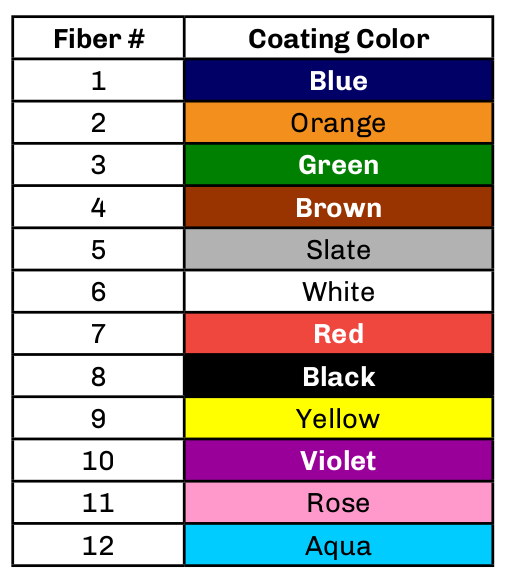 Fiber # Coating Color
1 Blue
2 Orange
3 Green
4 Brown
5 Slate
6 White
7 Red
8 Black
9 Yellow
10 Violet
11 Rose
12 Aqua